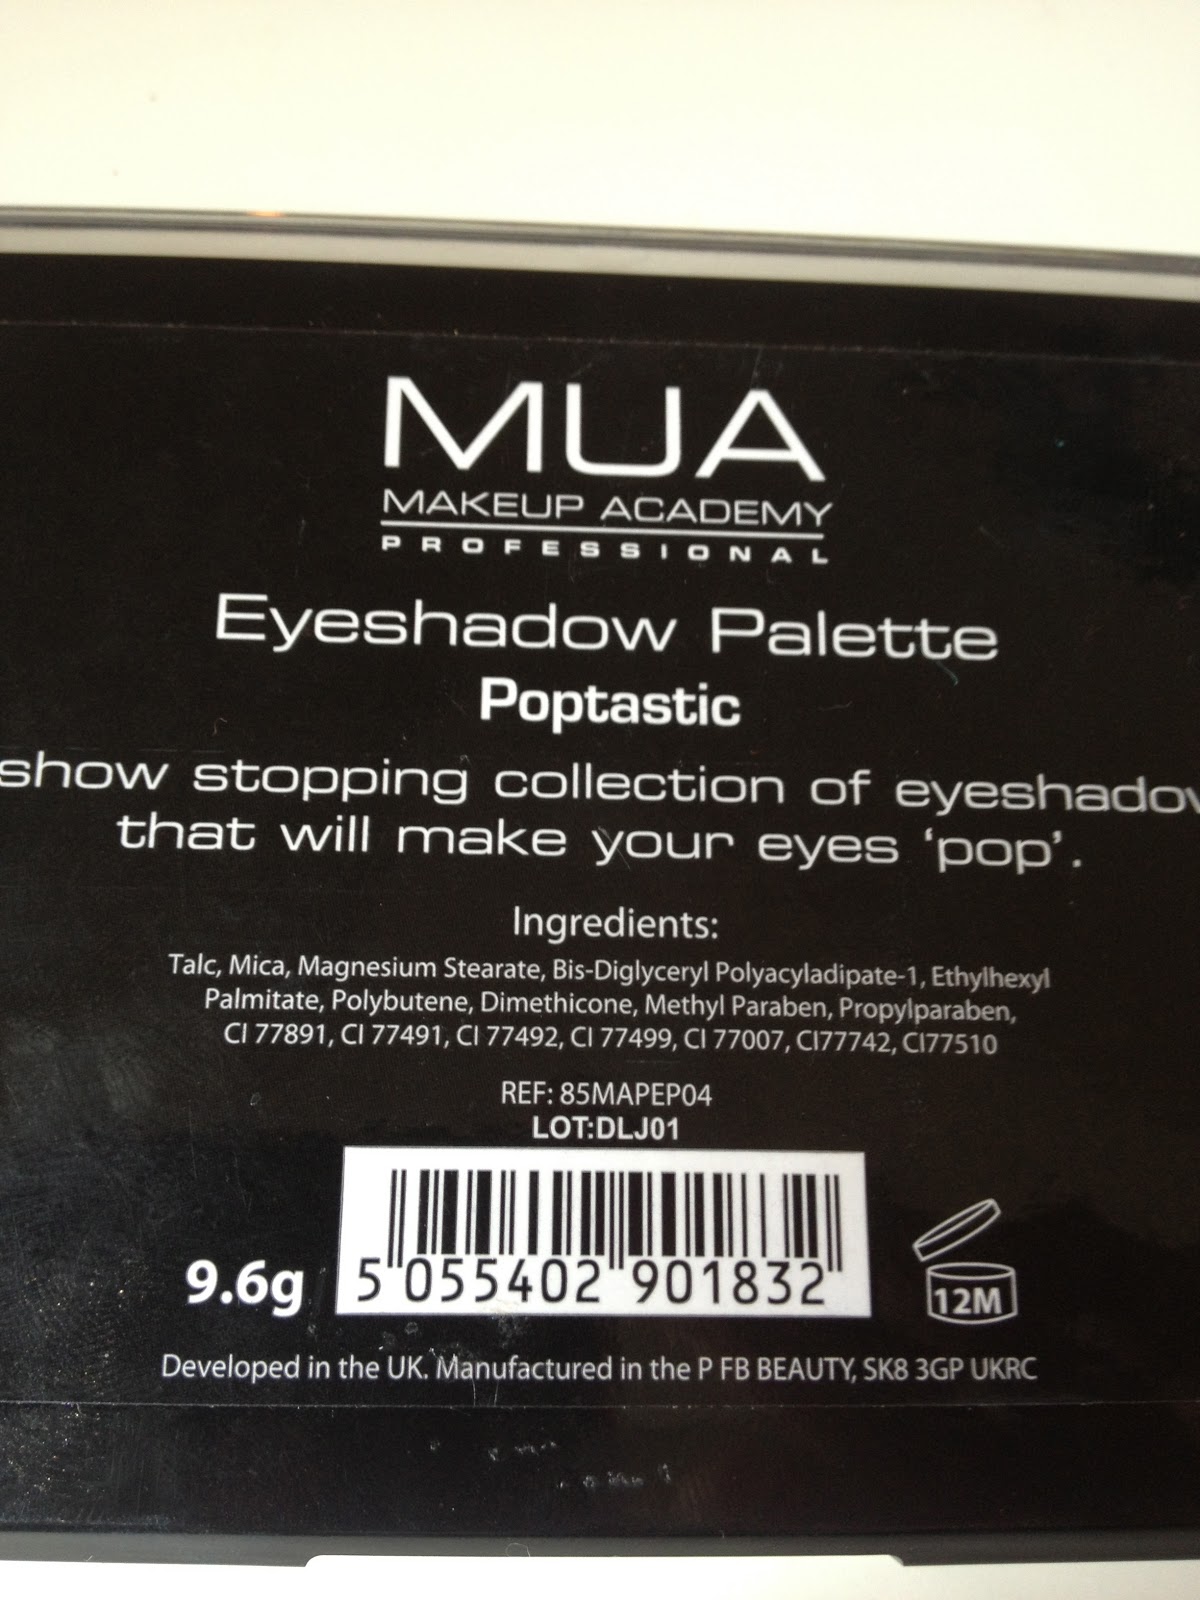 MUA
MAKEUP ACADEMY
PROFESSIONAL
Eyeshadow Palette
Poptastic
show stopping collection of eyeshadow
that will make your eyes ‘pop’.
Ingredients:
Talc, Mica, Magnesium Stearate, Bis-Diglyceryl Polyacyladipate-1, Ethylhexyl
Palmitate, Polybutene, Dimethicone, Methyl Paraben, Propylparaben,
CI 77891, CI 77491, CI 77492, CI 77499, CI 77007, CI77742, CI77510
REF: 85MAPEP04
LOT:DLJ01
9.6g
5 055402 901832
12M
Developed in the UK. Manufactured in the P FB BEAUTY, SK8 3GP UKRC